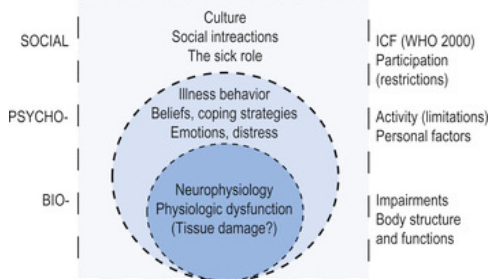 Culture
SOCIAL
Social intreactions
The sick role
ICF (WHO 2000)
Participation
(restrictions)
Illness behavior
PSYCHO-
Beliefs, coping strategies
Emotions, distress
Activity (limitations)
Personal factors
BIO-
Neurophysiology
Physiologic dysfunction
(Tissue damage?)
Impairments
Body structure
and functions